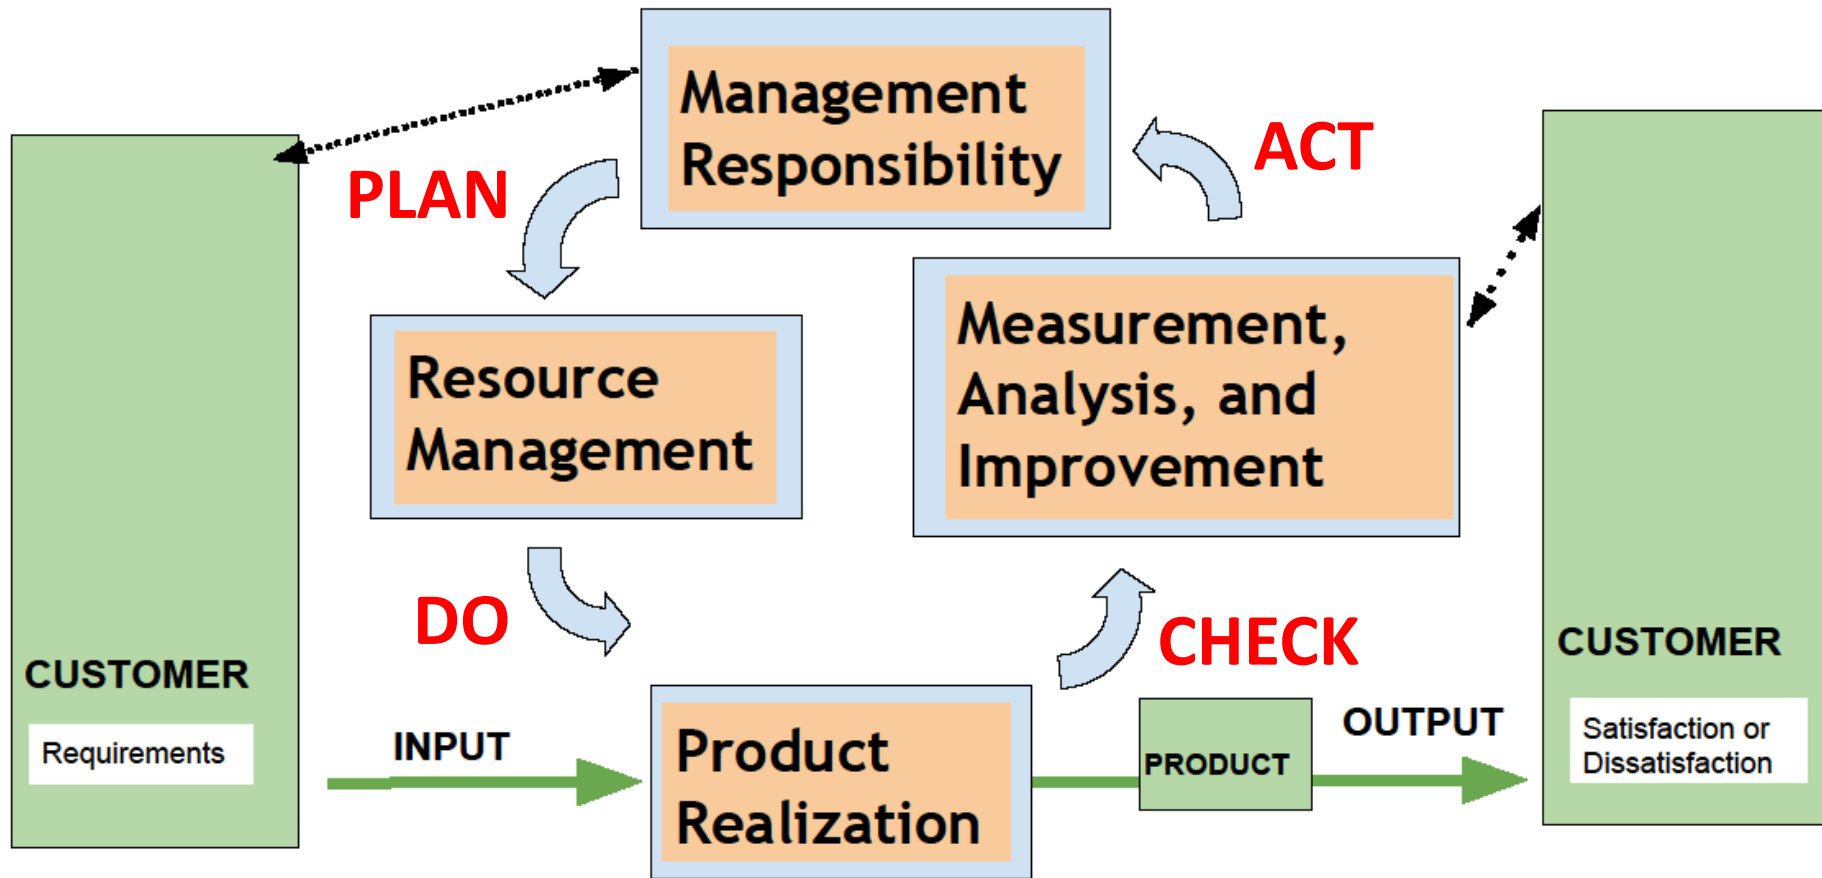 Management
Responsibility
ACT
PLAN
Resource
Management
Measurement,
Analysis, and
Improvement
DO
CHECK
CUSTOMER
Requirements
INPUT
Product
Realization
PRODUCT
OUTPUT
CUSTOMER
Satisfaction or
Dissatisfaction